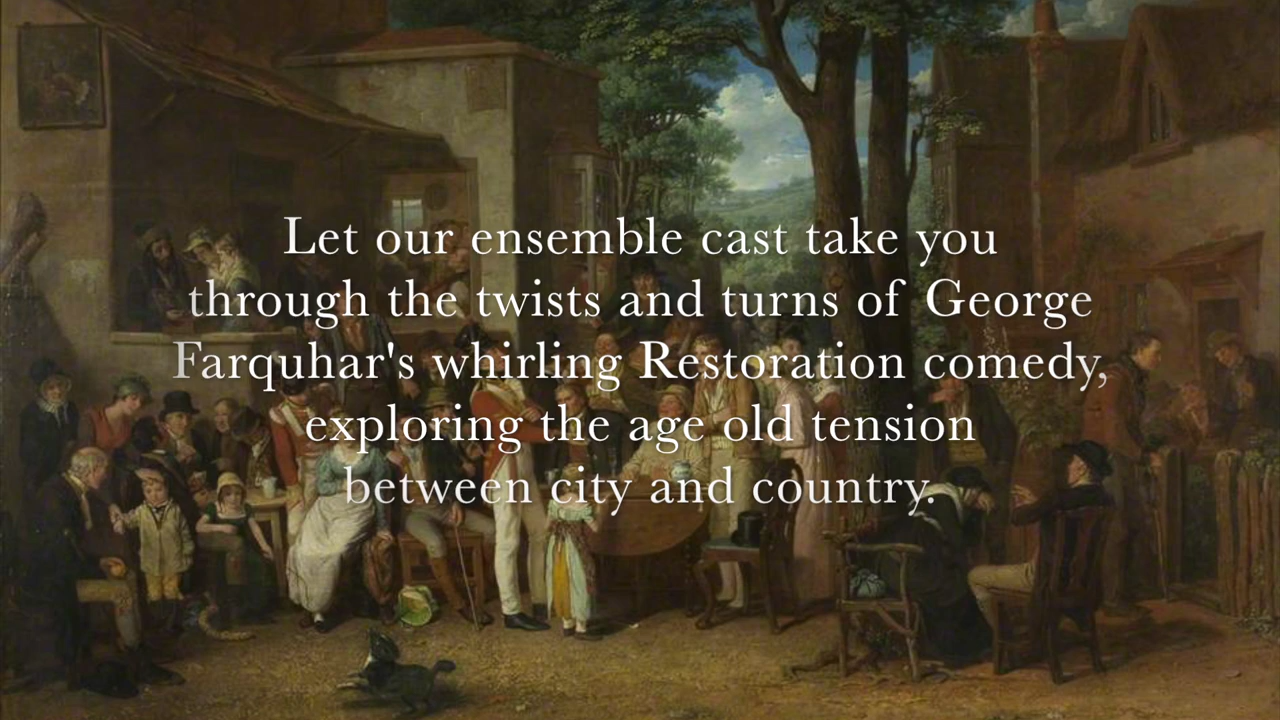 Let our ensemble cast take you
through the twists and turns of George
Farquhar's whirling Restoration comedy,
exploring the age old tension
between city and country.